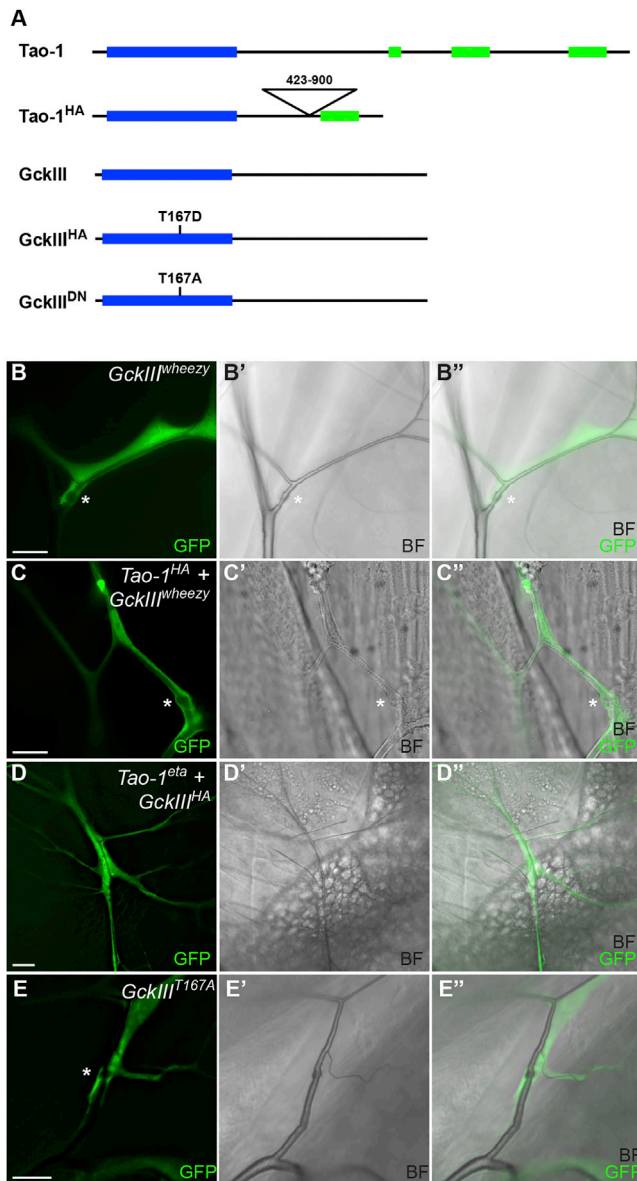 A
Tao-1
423-900
Tao-1HA
GckIII
T167D
GckIIIHA
T167A
GckIIIDN
B GckIIIwheezy B' B"
* * *
GFP BF BF
GFP
C Tao-1HA + C' C"
GckIIIwheezy
* * *
GFP BF BF
GFP
D Tao-1eta + D' D"
GckIIIHA
GFP BF BF
GFP
E GckIIIT167A E' E"
*
GFP BF BF
GFP